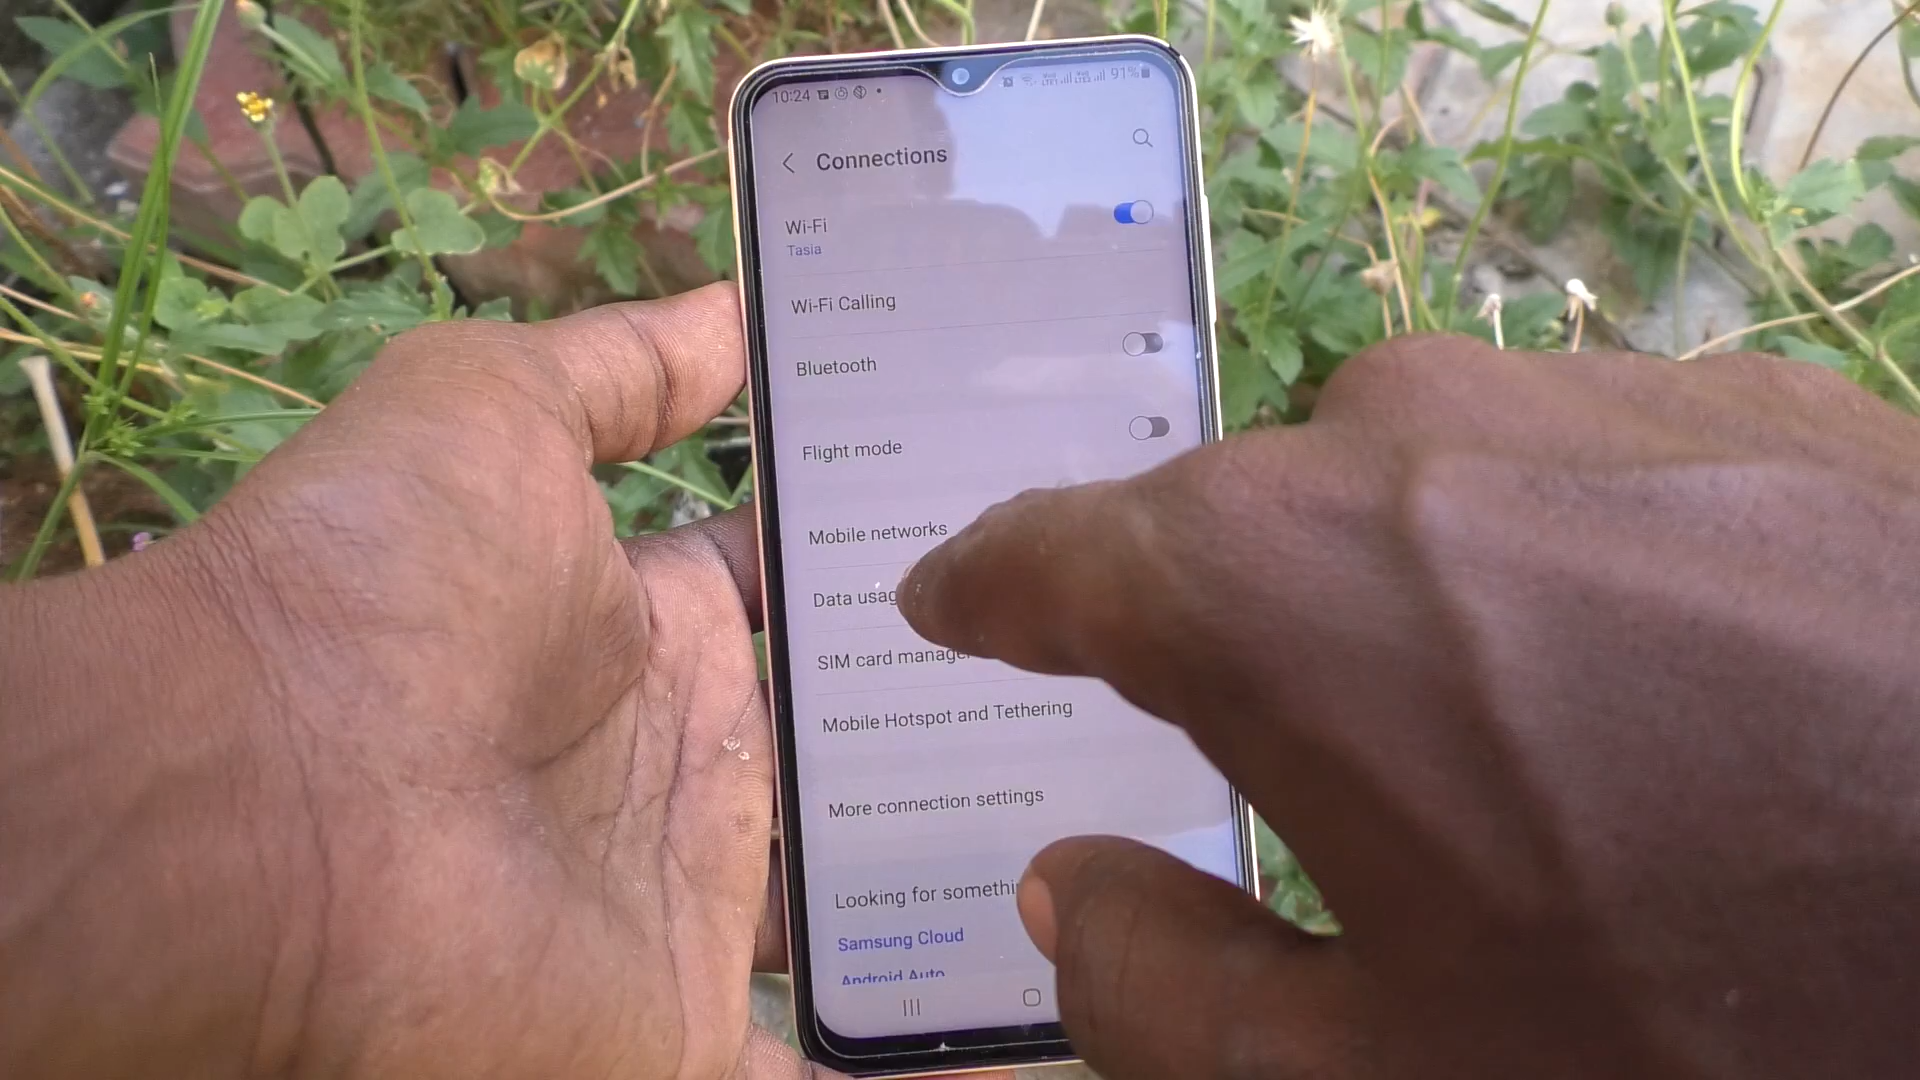 10:24
91%
Connections
Wi-Fi
Tasia
Wi-Fi Calling
Bluetooth
Flight mode
Mobile networks
Data usag
SIM card manage
Mobile Hotspot and Tethering
More connection settings
Looking for somethi
Samsung Cloud
Android Auto